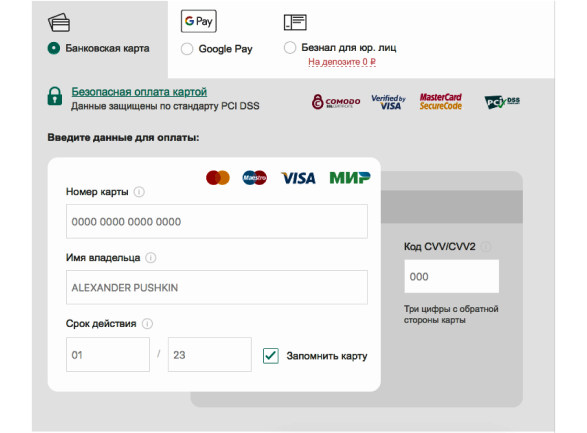 G Pay
Банковская карта
Google Pay
Безнал для юр. лиц
На депозите 0 ₽
Безопасная оплата картой
Данные защищены по стандарту PCI DSS
COMODO
Verified by VISA
MasterCard SecureCode
PCI DSS
Введите данные для оплаты:
Maestro
VISA
МИР
Номер карты
0000 0000 0000 0000
Имя владельца
ALEXANDER PUSHKIN
Срок действия
01 / 23
Запомнить карту
Код CVV/CVV2
000
Три цифры с обратной
стороны карты